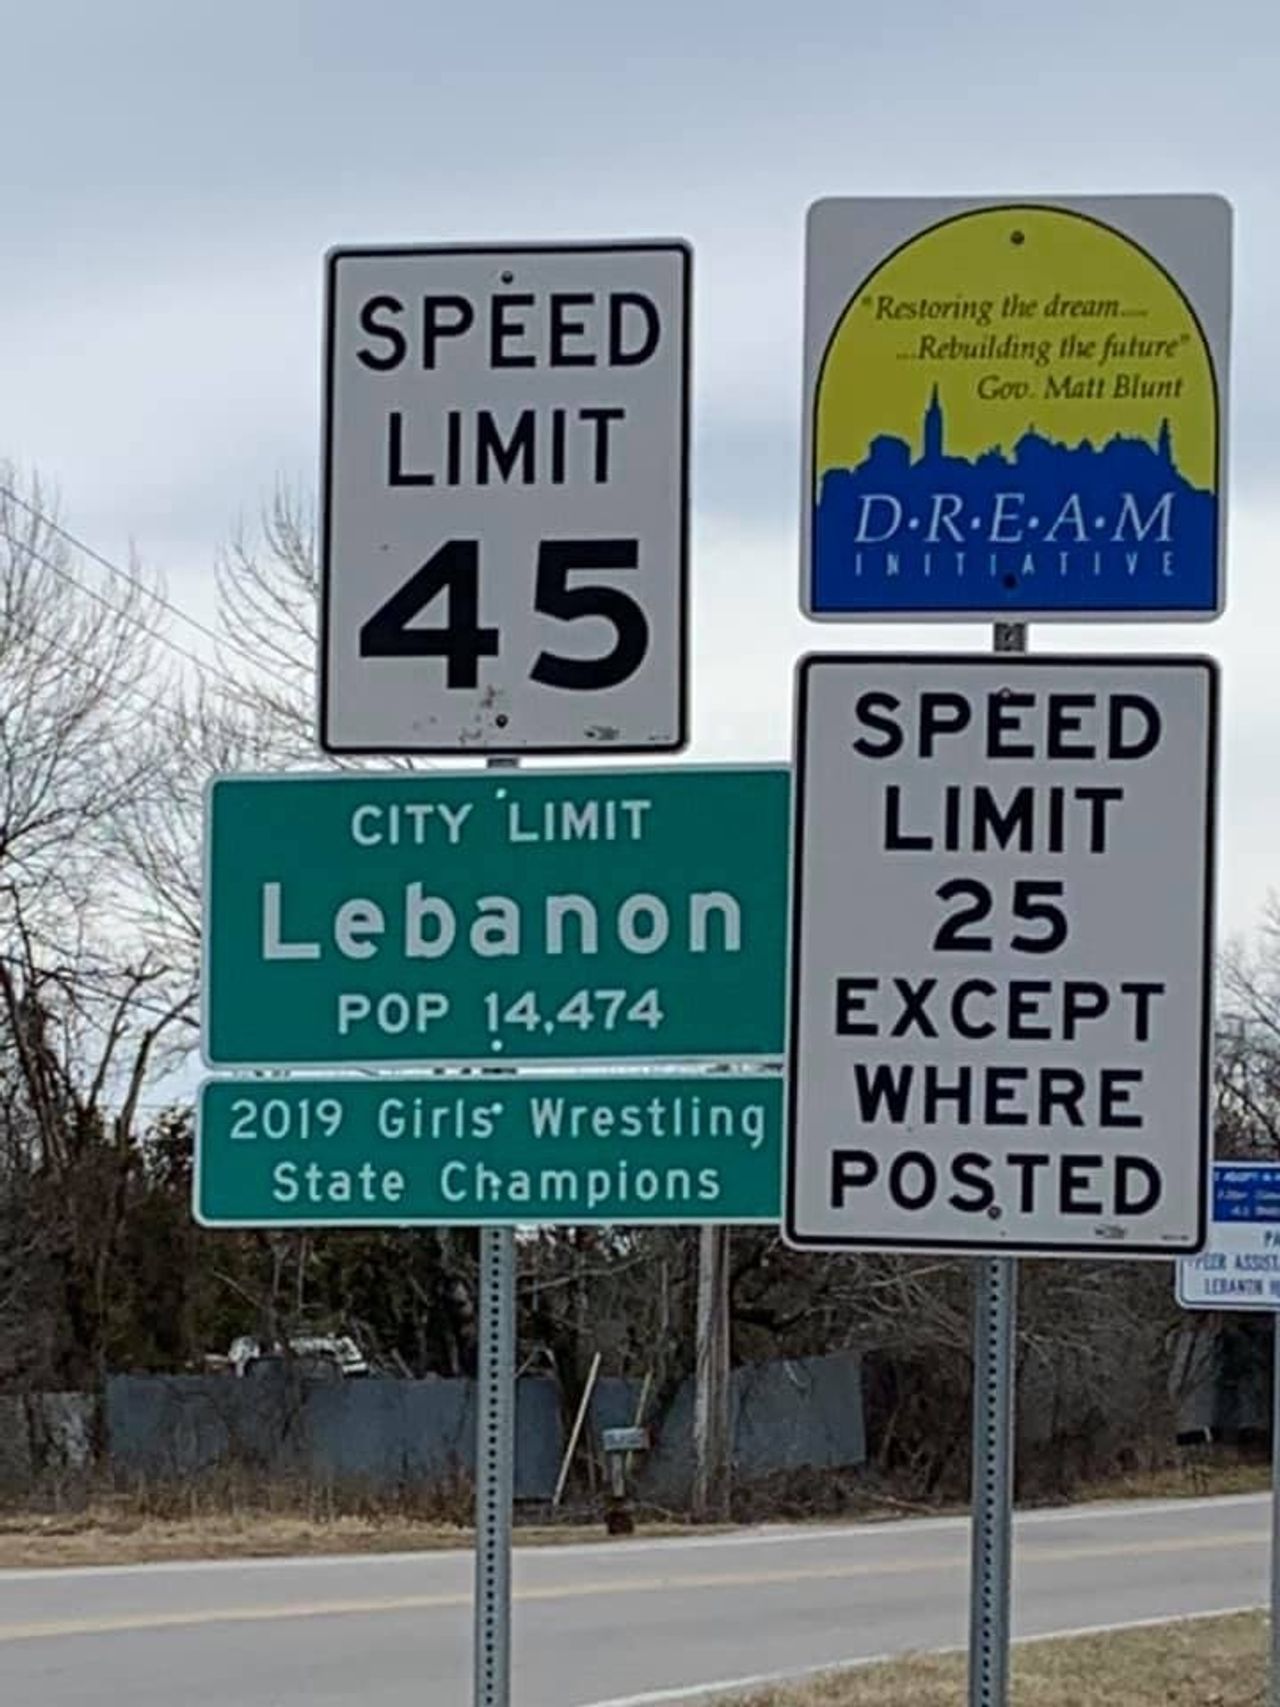 SPEED
LIMIT
45
CITY LIMIT
Lebanon
POP 14,474
2019 Girls' Wrestling
State Champions
"Restoring the dream....
...Rebuilding the future"
Gov. Matt Blunt
D·R·E·A·M
INITIATIVE
SPEED
LIMIT
25
EXCEPT
WHERE
POSTED
LEBANON